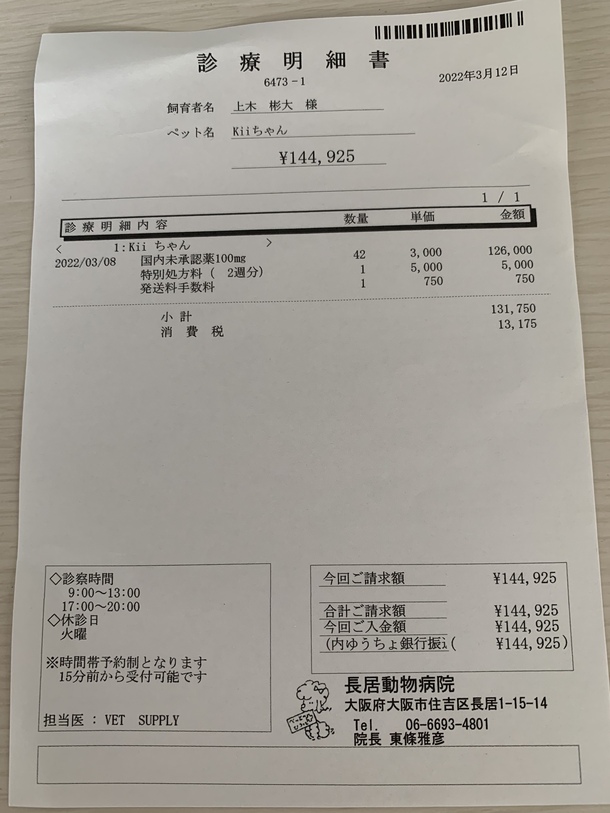 診療明細書
6473-1
2022年3月12日
飼育者名 上木 彬大 様
ペット名 Kiiちゃん
¥144,925
1 / 1
診療明細内容 数量 単価 金額
< 1:Kii ちゃん >
2022/03/08 国内未承認薬100mg 42 3,000 126,000
特別処方料 ( 2週分) 1 5,000 5,000
発送料手数料 1 750 750
小計 131,750
消費税 13,175
◇診察時間
9:00〜13:00
17:00〜20:00
◇休診日
火曜
※時間帯予約制となります
15分前から受付可能です
担当医 : VET SUPPLY
今回ご請求額 ¥144,925
合計ご請求額 ¥144,925
今回ご入金額 ¥144,925
(内ゆうちょ銀行振 ( ¥144,925)
長居動物病院
大阪府大阪市住吉区長居1-15-14
Tel. 06-6693-4801
院長 東條雅彦